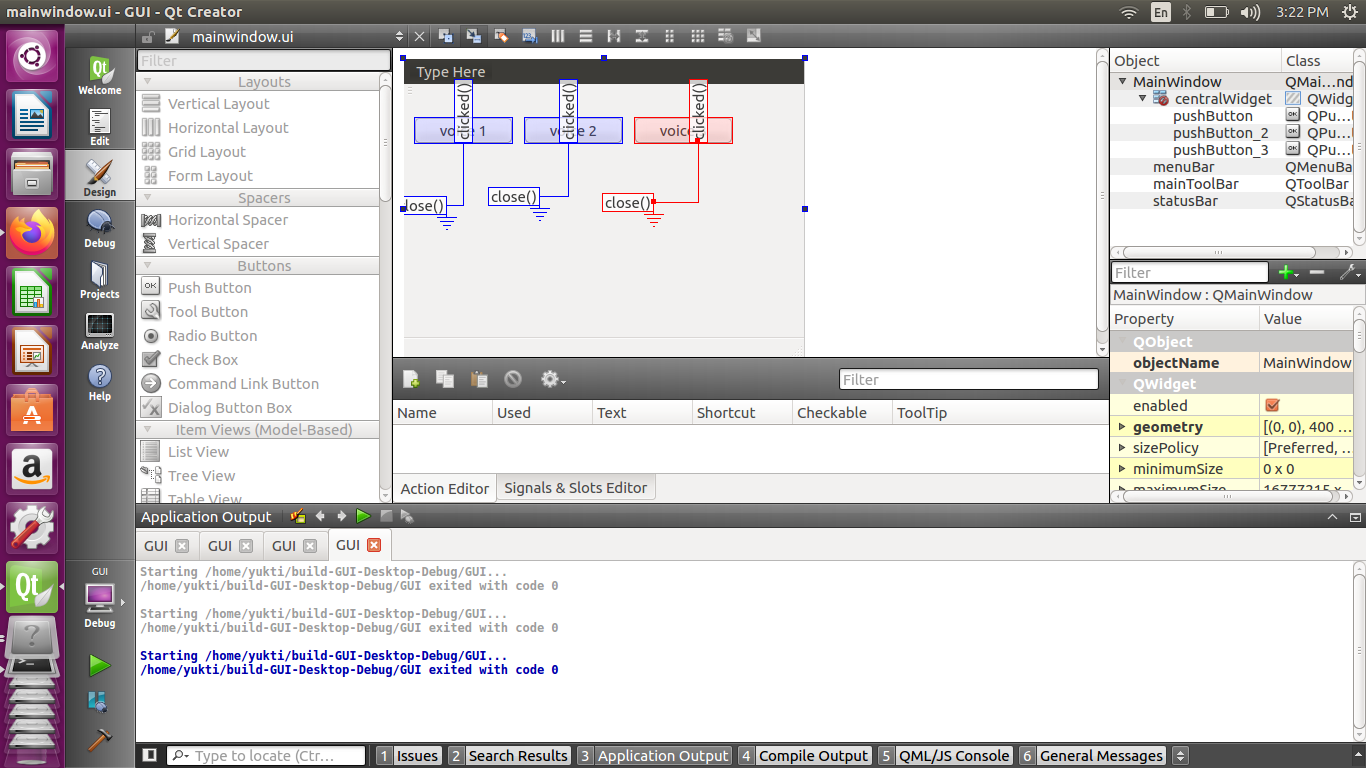 mainwindow.ui - GUI - Qt Creator
En
3:22 PM
mainwindow.ui
Welcome
Edit
Design
Debug
Projects
Analyze
Help
GUI
Debug
Filter
Layouts
Vertical Layout
Horizontal Layout
Grid Layout
Form Layout
Spacers
Horizontal Spacer
Vertical Spacer
Buttons
OK
Push Button
Tool Button
Radio Button
Check Box
Command Link Button
Dialog Button Box
Item Views (Model-Based)
List View
Tree View
Table View
Type Here
clicked()
clicked()
clicked()
1
2
lose()
close()
close()
Filter
Name Used Text Shortcut Checkable ToolTip
Action Editor Signals & Slots Editor
Object Class
MainWindow QMai...nd
centralWidget QWidg
pushButton QPu...
pushButton_2 QPu...
pushButton_3 QPu...
menuBar QMenuBa
mainToolBar QToolBar
statusBar QStatusBa
Filter
MainWindow : QMainWindow
Property Value
QObject
objectName MainWindow
QWidget
enabled
geometry [(0, 0), 400 ...
sizePolicy [Preferred, ...
minimumSize 0 x 0
maximumSize 16777215 x
Application Output
GUI GUI GUI GUI
Starting /home/yukti/build-GUI-Desktop-Debug/GUI...
/home/yukti/build-GUI-Desktop-Debug/GUI exited with code 0
Starting /home/yukti/build-GUI-Desktop-Debug/GUI...
/home/yukti/build-GUI-Desktop-Debug/GUI exited with code 0
Starting /home/yukti/build-GUI-Desktop-Debug/GUI...
/home/yukti/build-GUI-Desktop-Debug/GUI exited with code 0
Type to locate (Ctr...
1 Issues 2 Search Results 3 Application Output 4 Compile Output 5 QML/JS Console 6 General Messages